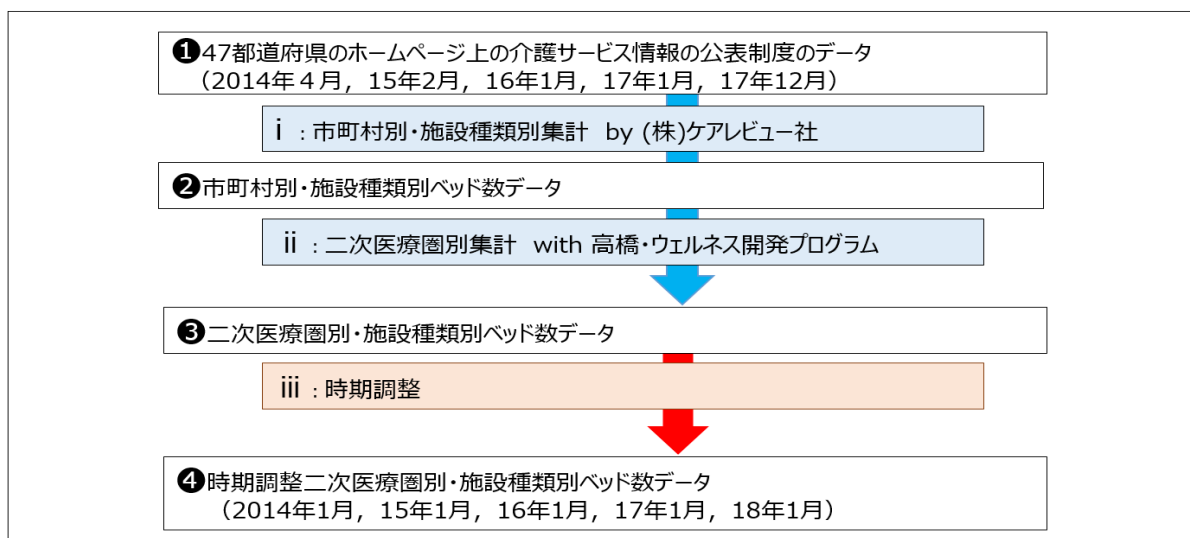 ❶47都道府県のホームページ上の介護サービス情報の公表制度のデータ
（2014年４月，15年2月，16年1月，17年1月，17年12月）
ⅰ：市町村別・施設種類別集計 by (株)ケアレビュー社
❷市町村別・施設種類別ベッド数データ
ⅱ：二次医療圏別集計 with 高橋・ウェルネス開発プログラム
❸二次医療圏別・施設種類別ベッド数データ
ⅲ：時期調整
❹時期調整二次医療圏別・施設種類別ベッド数データ
（2014年1月，15年1月，16年1月，17年1月，18年1月）